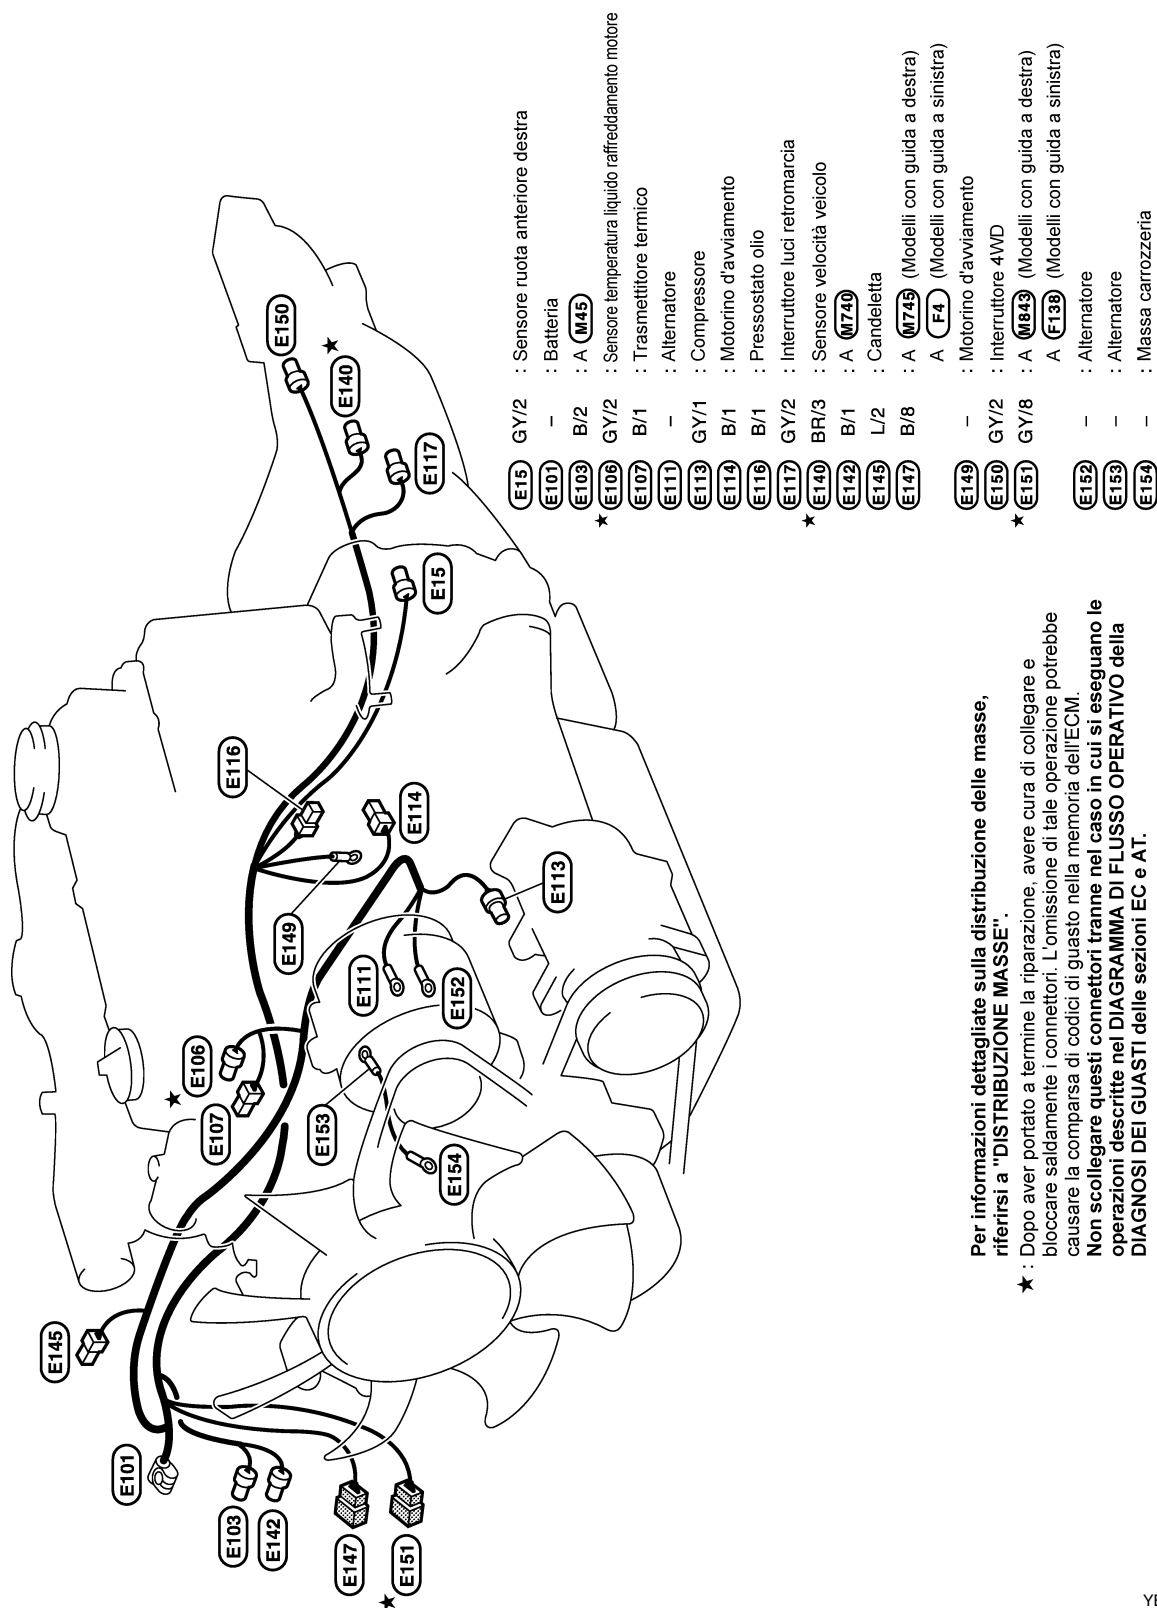 E15 GY/2 : Sensore ruota anteriore destra
E101 – : Batteria
E103 B/2 : A M45
★ E106 GY/2 : Sensore temperatura liquido raffreddamento motore
E107 B/1 : Trasmettitore termico
E111 – : Alternatore
E113 GY/1 : Compressore
E114 B/1 : Motorino d'avviamento
E116 B/1 : Pressostato olio
E117 GY/2 : Interruttore luci retromarcia
★ E140 BR/3 : Sensore velocità veicolo
E142 B/1 : A M740
E145 L/2 : Candeletta
E147 B/8 : A M745 (Modelli con guida a destra)
A F4 (Modelli con guida a sinistra)
E149 – : Motorino d'avviamento
E150 GY/2 : Interruttore 4WD
★ E151 GY/8 : A M843 (Modelli con guida a destra)
A F138 (Modelli con guida a sinistra)
E152 – : Alternatore
E153 – : Alternatore
E154 – : Massa carrozzeria
E145
E101
E103
E142
E147
★ E151
★ E106
E107
E153
E154
E149
E111
E152
E116
E114
E113
E15
E150
★ E140
E117
Per informazioni dettagliate sulla distribuzione delle masse,
riferirsi a "DISTRIBUZIONE MASSE".
★ : Dopo aver portato a termine la riparazione, avere cura di collegare e
bloccare saldamente i connettori. L'omissione di tale operazione potrebbe
causare la comparsa di codici di guasto nella memoria dell'ECM.
Non scollegare questi connettori tranne nel caso in cui si eseguano le
operazioni descritte nel DIAGRAMMA DI FLUSSO OPERATIVO della
DIAGNOSI DEI GUASTI delle sezioni EC e AT.